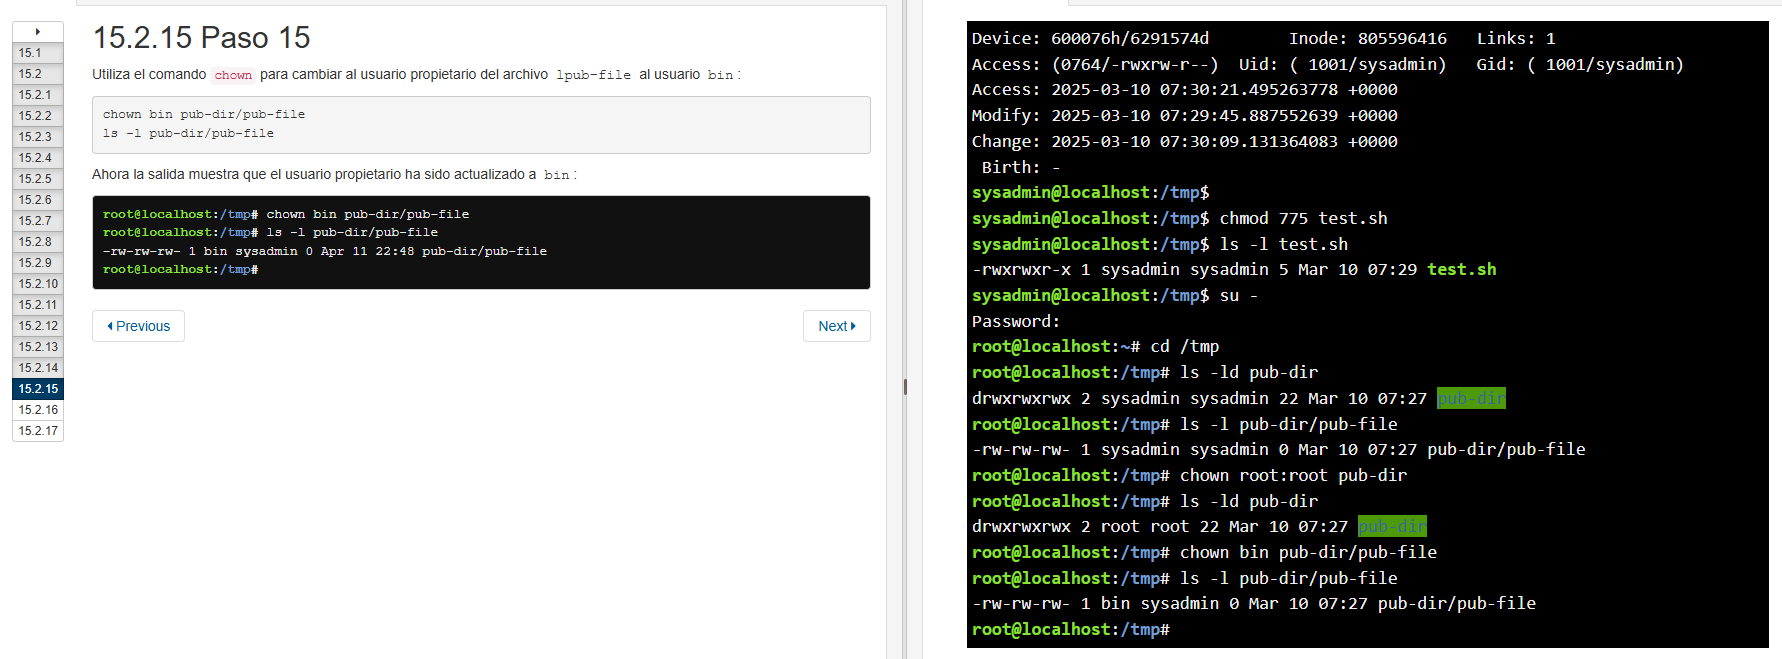 15.1
15.2
15.2.1
15.2.2
15.2.3
15.2.4
15.2.5
15.2.6
15.2.7
15.2.8
15.2.9
15.2.10
15.2.11
15.2.12
15.2.13
15.2.14
15.2.15
15.2.16
15.2.17
15.2.15 Paso 15
Utiliza el comando chown para cambiar al usuario propietario del archivo lpub-file al usuario bin:
chown bin pub-dir/pub-file
ls -l pub-dir/pub-file
Ahora la salida muestra que el usuario propietario ha sido actualizado a bin:
root@localhost:/tmp# chown bin pub-dir/pub-file
root@localhost:/tmp# ls -l pub-dir/pub-file
-rw-rw-rw- 1 bin sysadmin 0 Apr 11 22:48 pub-dir/pub-file
root@localhost:/tmp#
Previous
Next
Device: 600076h/6291574d        Inode: 805596416   Links: 1
Access: (0764/-rwxrw-r--)  Uid: ( 1001/sysadmin)   Gid: ( 1001/sysadmin)
Access: 2025-03-10 07:30:21.495263778 +0000
Modify: 2025-03-10 07:29:45.887552639 +0000
Change: 2025-03-10 07:30:09.131364083 +0000
Birth: -
sysadmin@localhost:/tmp$
sysadmin@localhost:/tmp$ chmod 775 test.sh
sysadmin@localhost:/tmp$ ls -l test.sh
-rwxrwxr-x 1 sysadmin sysadmin 5 Mar 10 07:29 test.sh
sysadmin@localhost:/tmp$ su -
Password:
root@localhost:~# cd /tmp
root@localhost:/tmp# ls -ld pub-dir
drwxrwxrwx 2 sysadmin sysadmin 22 Mar 10 07:27 pub-dir
root@localhost:/tmp# ls -l pub-dir/pub-file
-rw-rw-rw- 1 sysadmin sysadmin 0 Mar 10 07:27 pub-dir/pub-file
root@localhost:/tmp# chown root:root pub-dir
root@localhost:/tmp# ls -ld pub-dir
drwxrwxrwx 2 root root 22 Mar 10 07:27 pub-dir
root@localhost:/tmp# chown bin pub-dir/pub-file
root@localhost:/tmp# ls -l pub-dir/pub-file
-rw-rw-rw- 1 bin sysadmin 0 Mar 10 07:27 pub-dir/pub-file
root@localhost:/tmp#